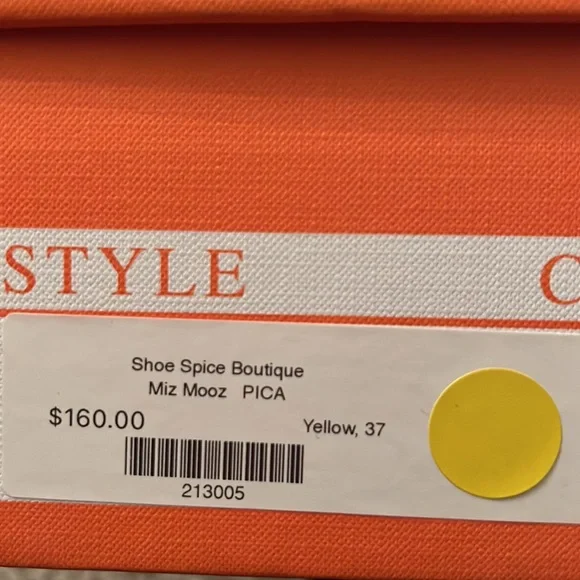 STYLE C
Shoe Spice Boutique
Miz Mooz PICA
$160.00 Yellow, 37
213005